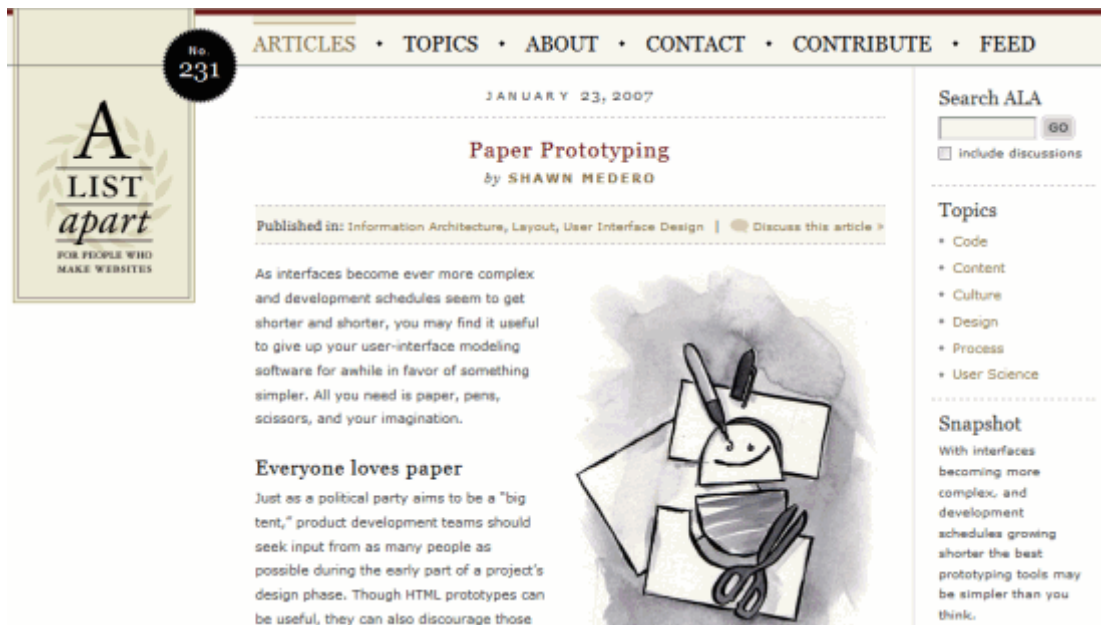 ARTICLES • TOPICS • ABOUT • CONTACT • CONTRIBUTE • FEED
No.
231
A
LIST
apart
FOR PEOPLE WHO
MAKE WEBSITES
JANUARY 23, 2007
Paper Prototyping
by SHAWN MEDERO
Published in: Information Architecture, Layout, User Interface Design | Discuss this article »
As interfaces become ever more complex
and development schedules seem to get
shorter and shorter, you may find it useful
to give up your user-interface modeling
software for awhile in favor of something
simpler. All you need is paper, pens,
scissors, and your imagination.
Everyone loves paper
Just as a political party aims to be a “big
tent,” product development teams should
seek input from as many people as
possible during the early part of a project’s
design phase. Though HTML prototypes can
be useful, they can also discourage those
Search ALA
GO
include discussions
Topics
• Code
• Content
• Culture
• Design
• Process
• User Science
Snapshot
With interfaces
becoming more
complex, and
development
schedules growing
shorter the best
prototyping tools may
be simpler than you
think.